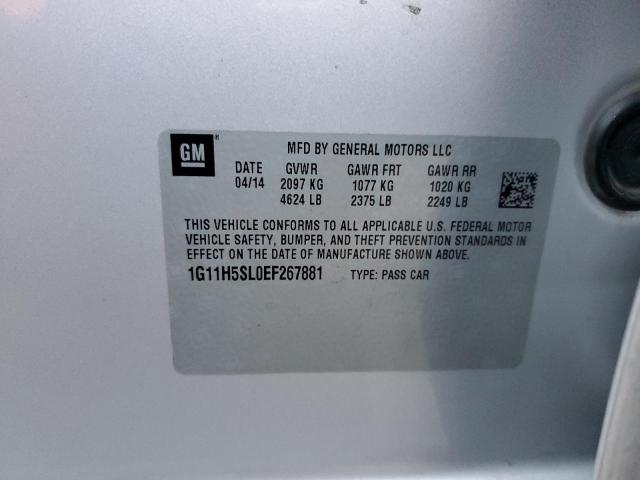 GM
MFD BY GENERAL MOTORS LLC
DATE GVWR GAWR FRT GAWR RR
04/14 2097 KG 1077 KG 1020 KG
4624 LB 2375 LB 2249 LB
THIS VEHICLE CONFORMS TO ALL APPLICABLE U.S. FEDERAL MOTOR
VEHICLE SAFETY, BUMPER, AND THEFT PREVENTION STANDARDS IN
EFFECT ON THE DATE OF MANUFACTURE SHOWN ABOVE.
1G11H5SL0EF267881 TYPE: PASS CAR